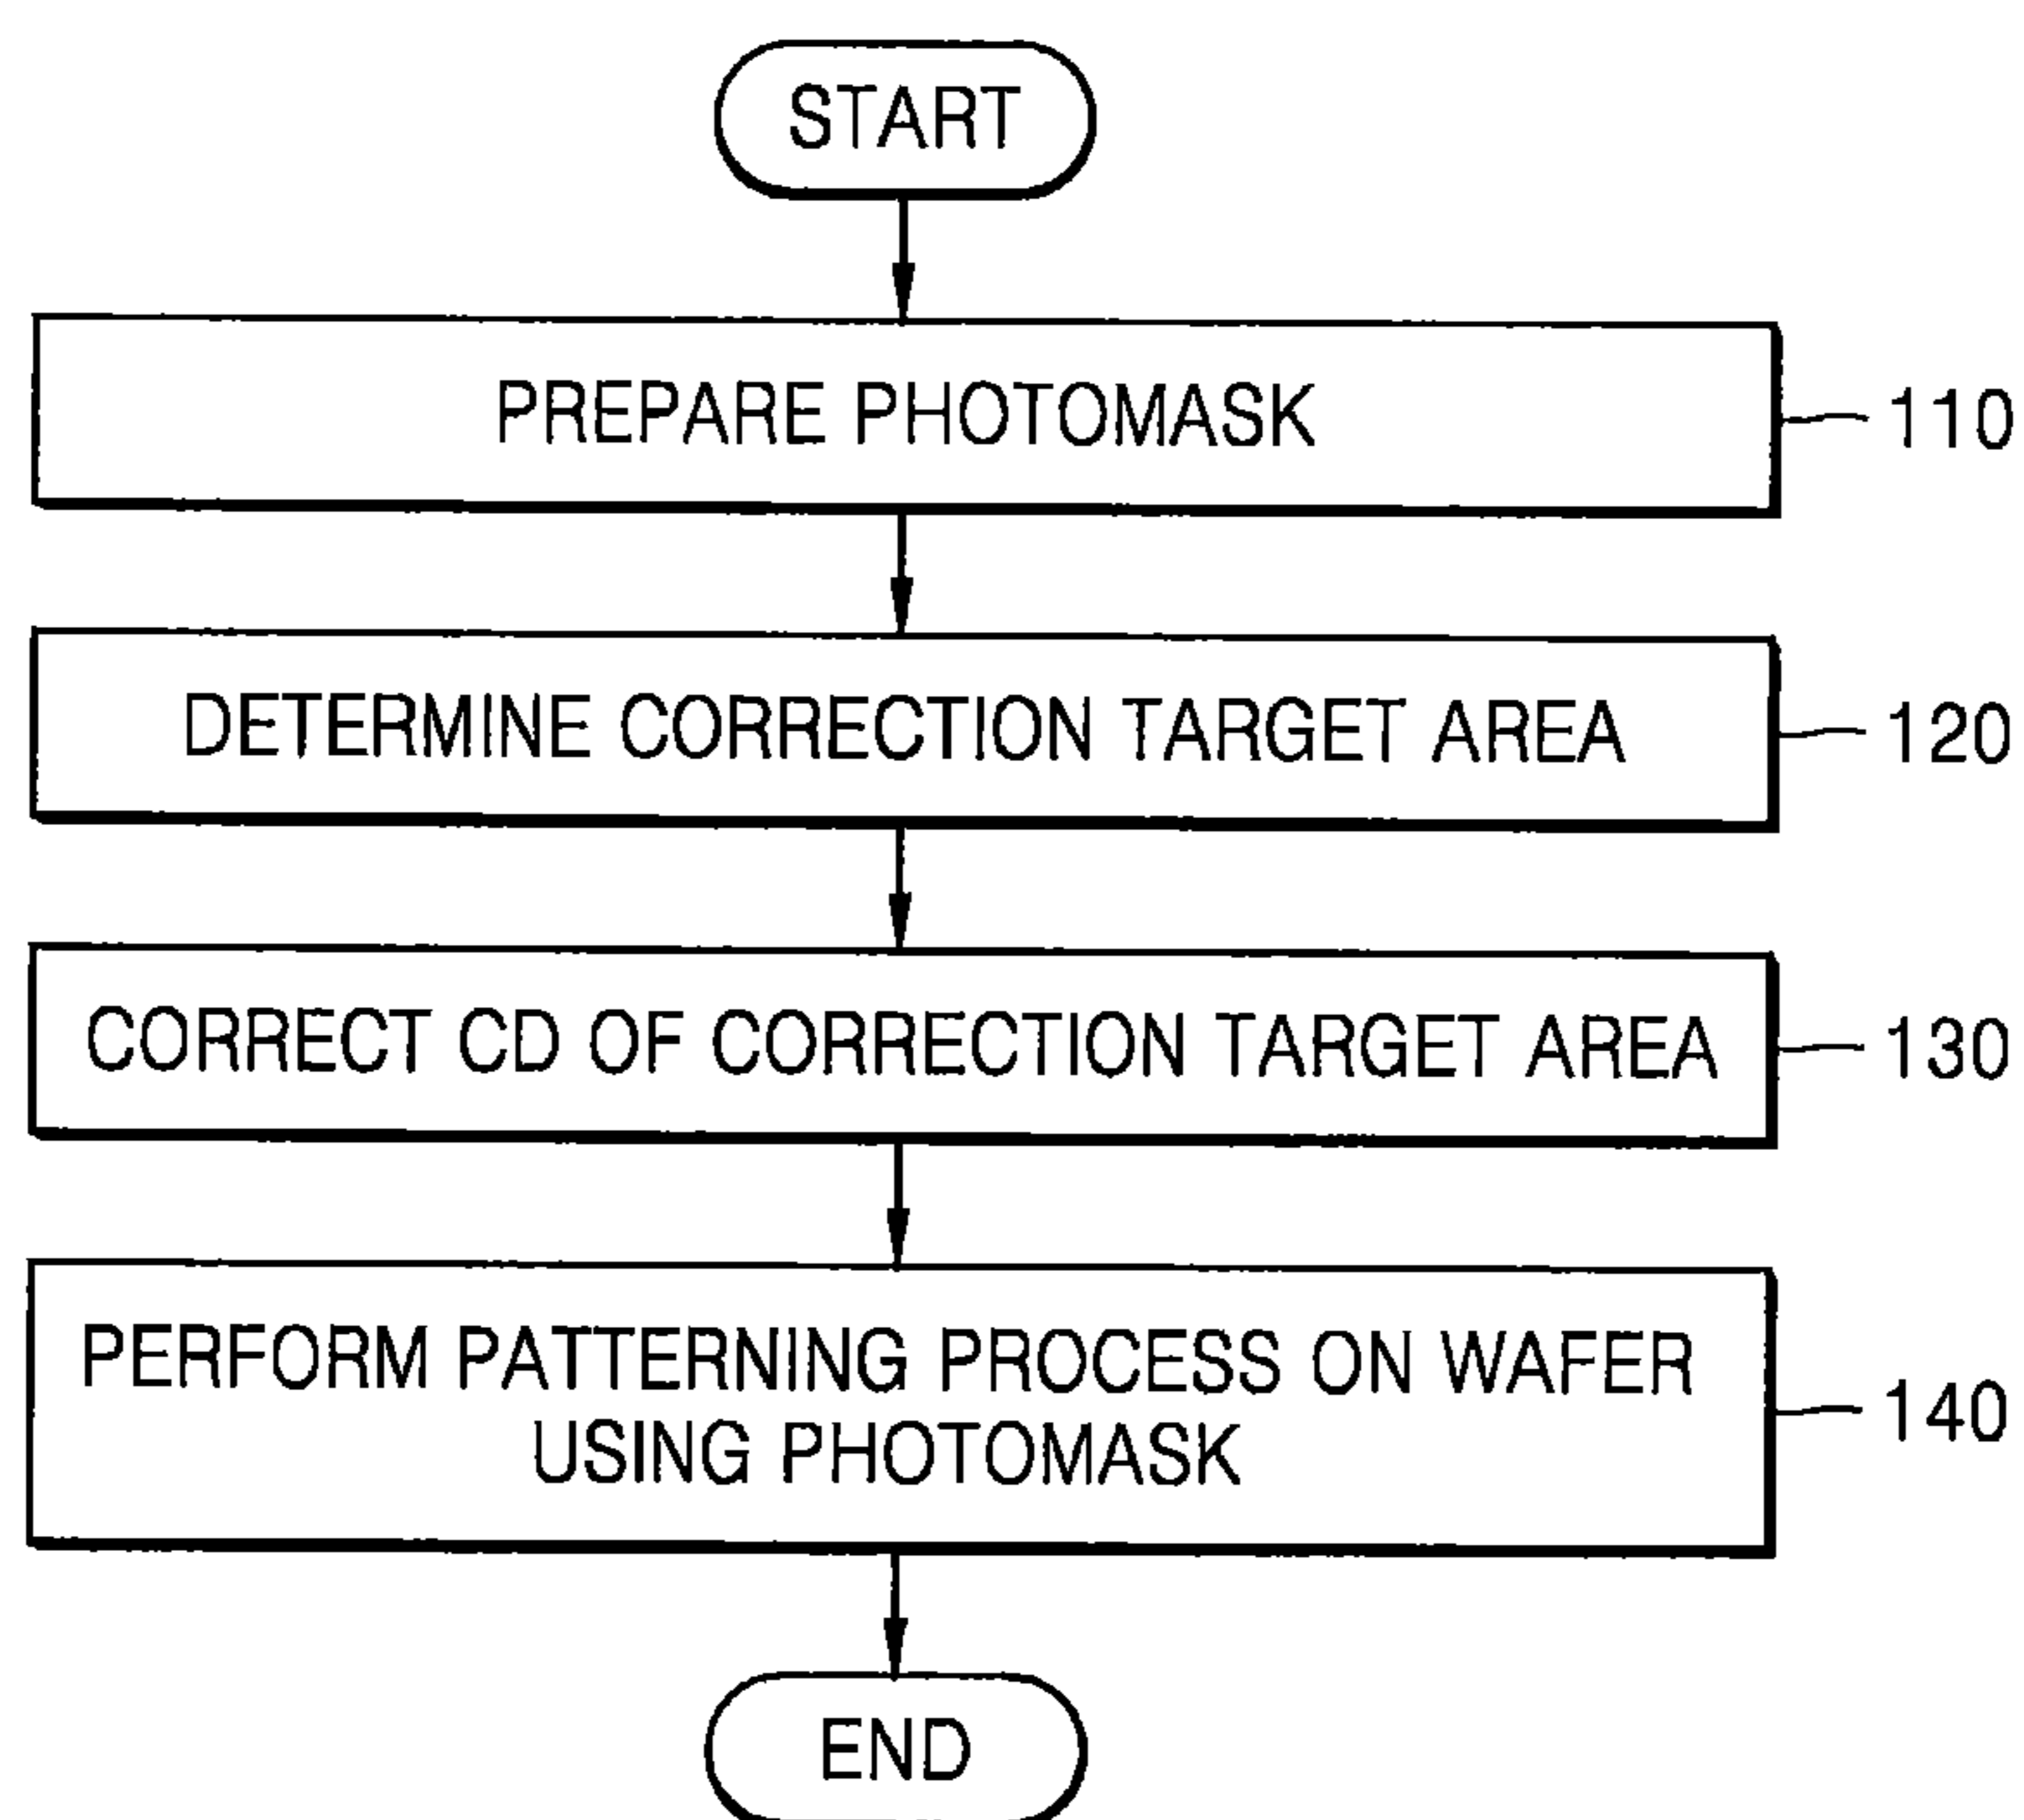 START
PREPARE PHOTOMASK
110
DETERMINE CORRECTION TARGET AREA
120
CORRECT CD OF CORRECTION TARGET AREA
130
PERFORM PATTERNING PROCESS ON WAFER
USING PHOTOMASK
140
END